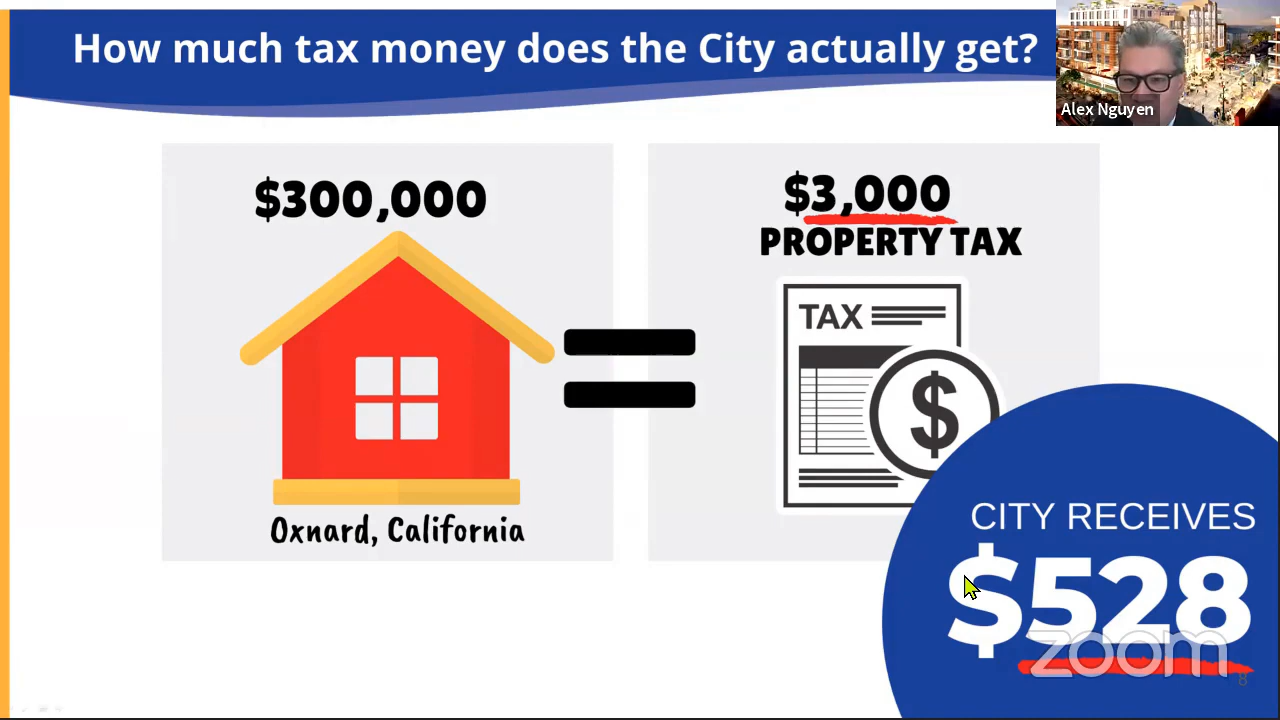 How much tax money does the City actually get?
Alex Nguyen
$300,000
Oxnard, California
$3,000
PROPERTY TAX
TAX
$
CITY RECEIVES
$528
zoom
8